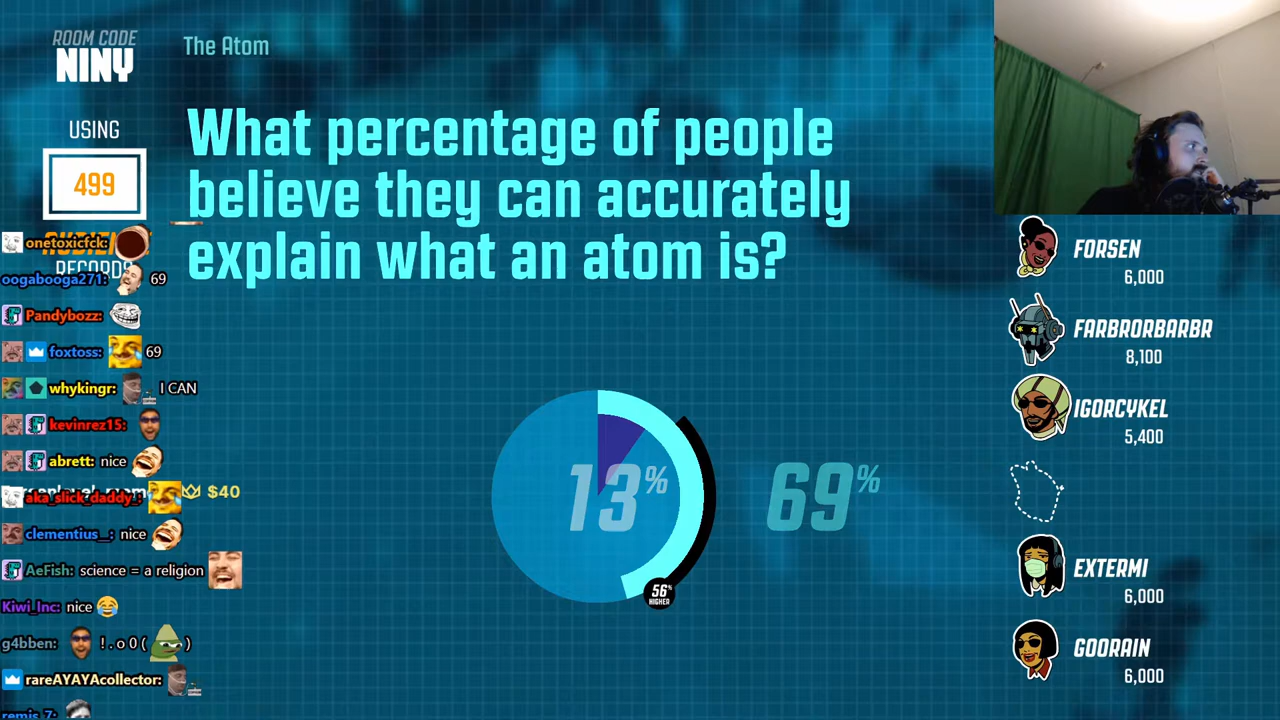 ROOM CODE
NINY
The Atom
USING
499
RECORDS
What percentage of people
believe they can accurately
explain what an atom is?
13%
69%
56%
HIGHER
FORSEN
6,000
FARBRORBARBR
8,100
IGORCYKEL
5,400
EXTERMI
6,000
GOORAIN
6,000
onetoxicfck:
oogabooga271: 69
Pandybozz:
foxtoss: 69
whykingr: I CAN
kevinrez15:
abrett: nice
aka_slick_daddy_:
$40
clementius_: nice
AeFish: science = a religion
Kiwi_Inc: nice
g4bben: ! . o 0 ( )
rareAYAYAcollector:
remis_7: